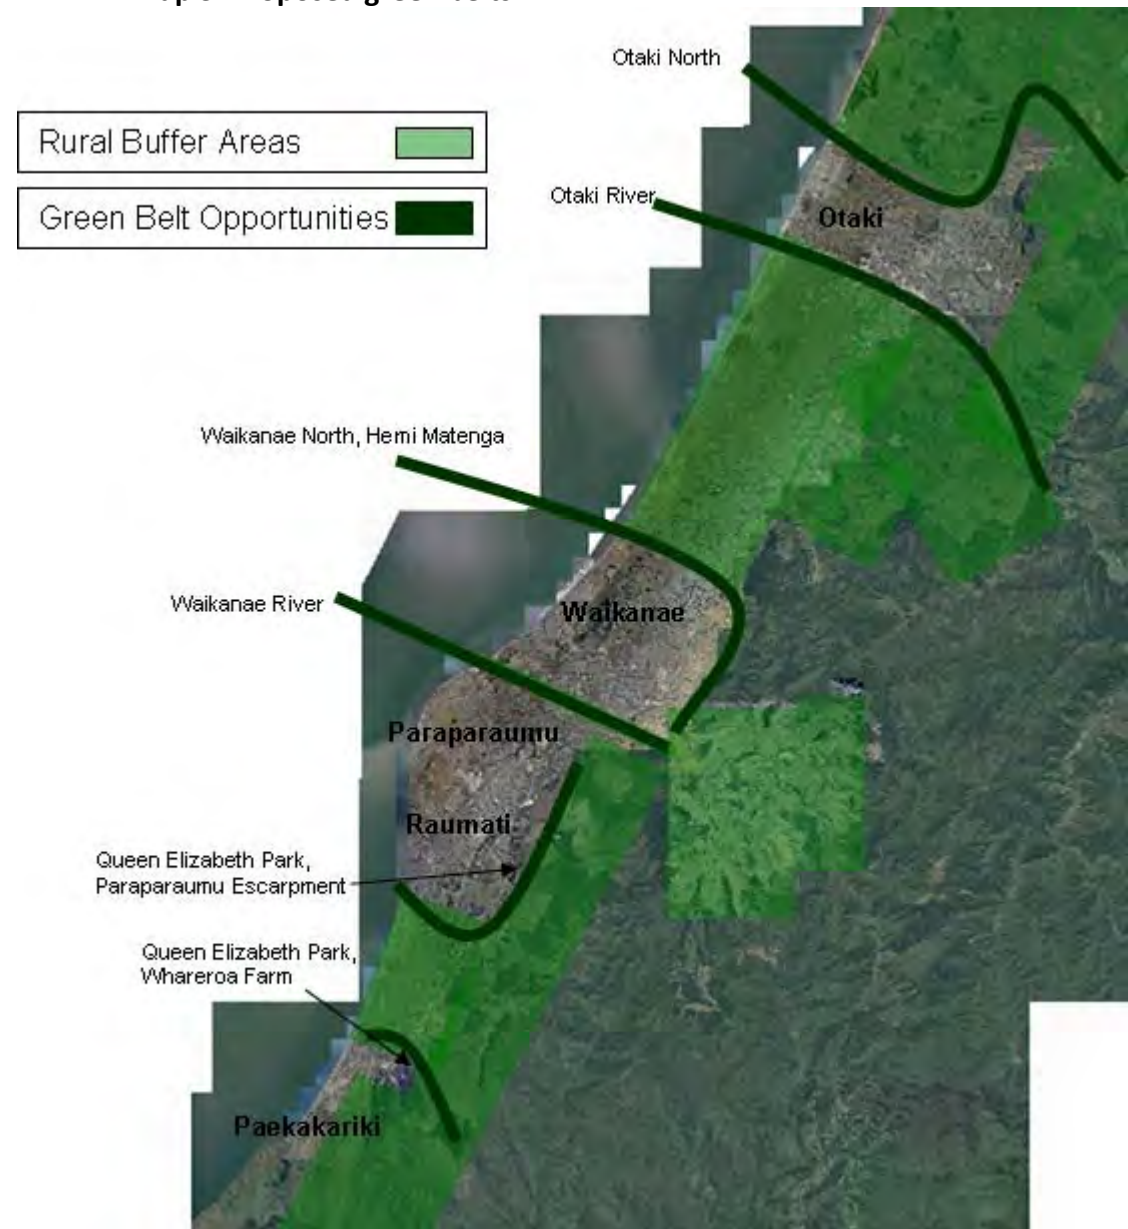 Otaki North
Rural Buffer Areas
Otaki River
Green Belt Opportunities
Otaki
Waikanae North, Hemi Matenga
Waikanae River
Waikanae
Paraparaumu
Raumati
Queen Elizabeth Park,
Paraparaumu Escarpment
Queen Elizabeth Park,
Whareroa Farm
Paekakariki